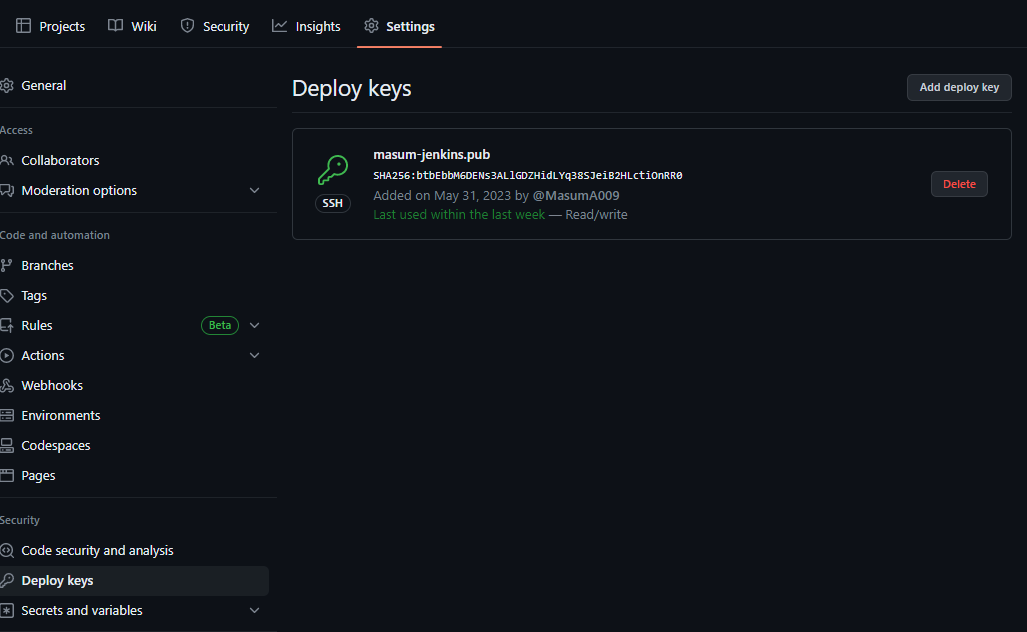 Projects Wiki Security Insights Settings
General
Access
Collaborators
Moderation options
Code and automation
Branches
Tags
Rules Beta
Actions
Webhooks
Environments
Codespaces
Pages
Security
Code security and analysis
Deploy keys
Secrets and variables
Deploy keys
Add deploy key
masum-jenkins.pub
SHA256:btbEbbM6DENs3ALlGDZHidLYq38SJeiB2HLctiOnRR0
SSH
Added on May 31, 2023 by @MasumA009
Last used within the last week — Read/write
Delete